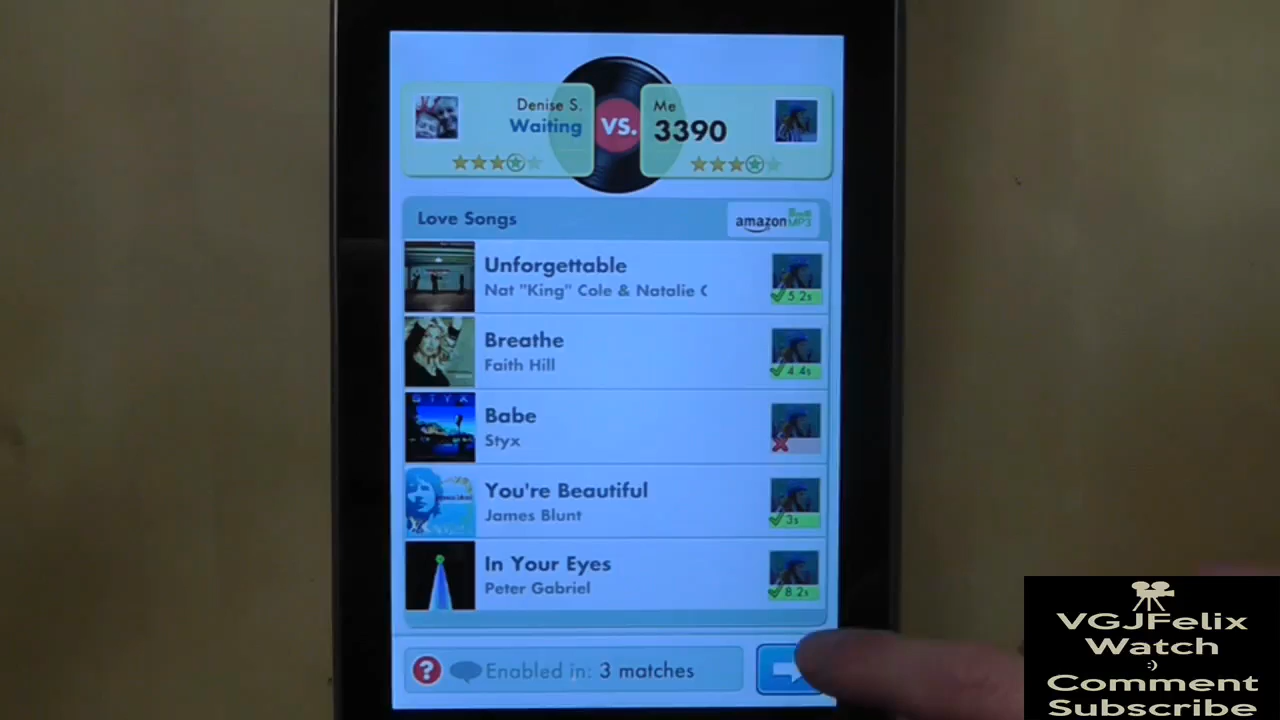 Denise S.
Waiting
VS.
Me
3390
Love Songs
amazon MP3
Unforgettable
Nat "King" Cole & Natalie C
5.2s
Breathe
Faith Hill
4.4s
STYX
Babe
Styx
You're Beautiful
James Blunt
3s
In Your Eyes
Peter Gabriel
8.2s
?
Enabled in: 3 matches
VGJFelix
Watch
:)
Comment
Subscribe